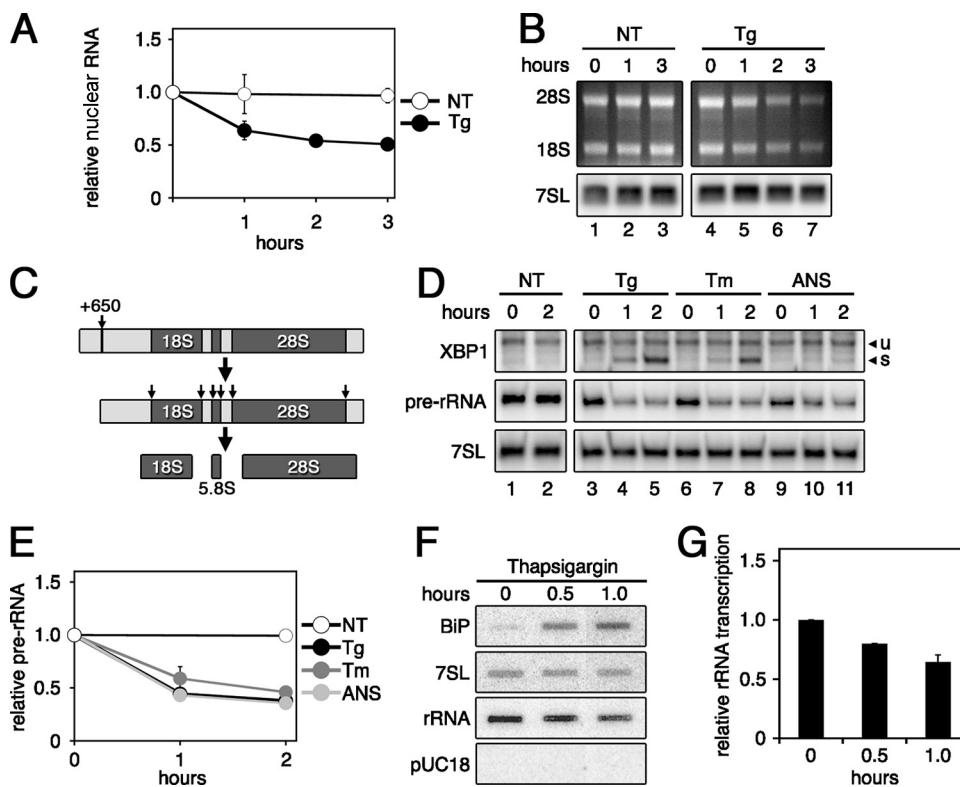 A
relative nuclear RNA
1.5
1.0
0.5
0
1 2 3
hours
NT
Tg
B
NT Tg
hours 0 1 3 0 1 2 3
28S
18S
7SL
1 2 3 4 5 6 7
C
+650
18S 28S
18S 28S
18S 28S
5.8S
D
NT Tg Tm ANS
hours 0 2 0 1 2 0 1 2 0 1 2
XBP1 u
s
pre-rRNA
7SL
1 2 3 4 5 6 7 8 9 10 11
E
relative pre-rRNA
1.5
1.0
0.5
0
0 1 2
hours
NT
Tg
Tm
ANS
F
Thapsigargin
hours 0 0.5 1.0
BiP
7SL
rRNA
pUC18
G
relative rRNA transcription
1.5
1.0
0.5
0
0 0.5 1.0
hours